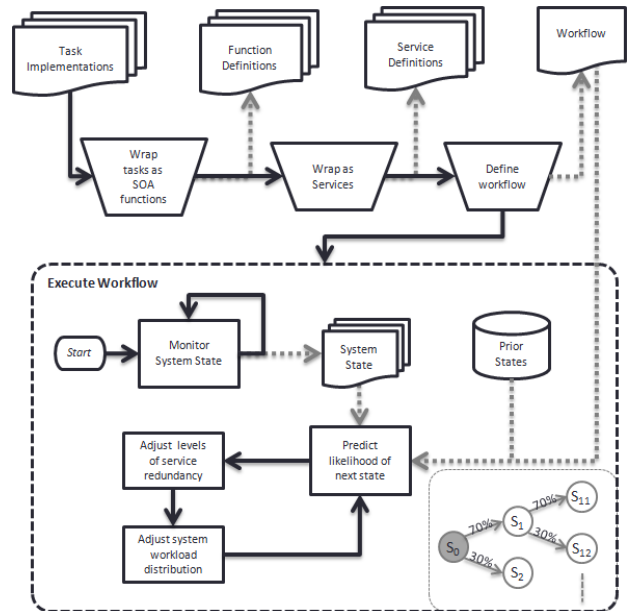 Task
Implementations
Function
Definitions
Service
Definitions
Workflow
Wrap
tasks as
SOA
functions
Wrap as
Services
Define
workflow
Execute Workflow
Start
Monitor
System State
System
State
Prior
States
Adjust levels
of service
redundancy
Predict
likelihood of
next state
Adjust system
workload
distribution
S0
70%
30%
S1
S2
70%
30%
S11
S12